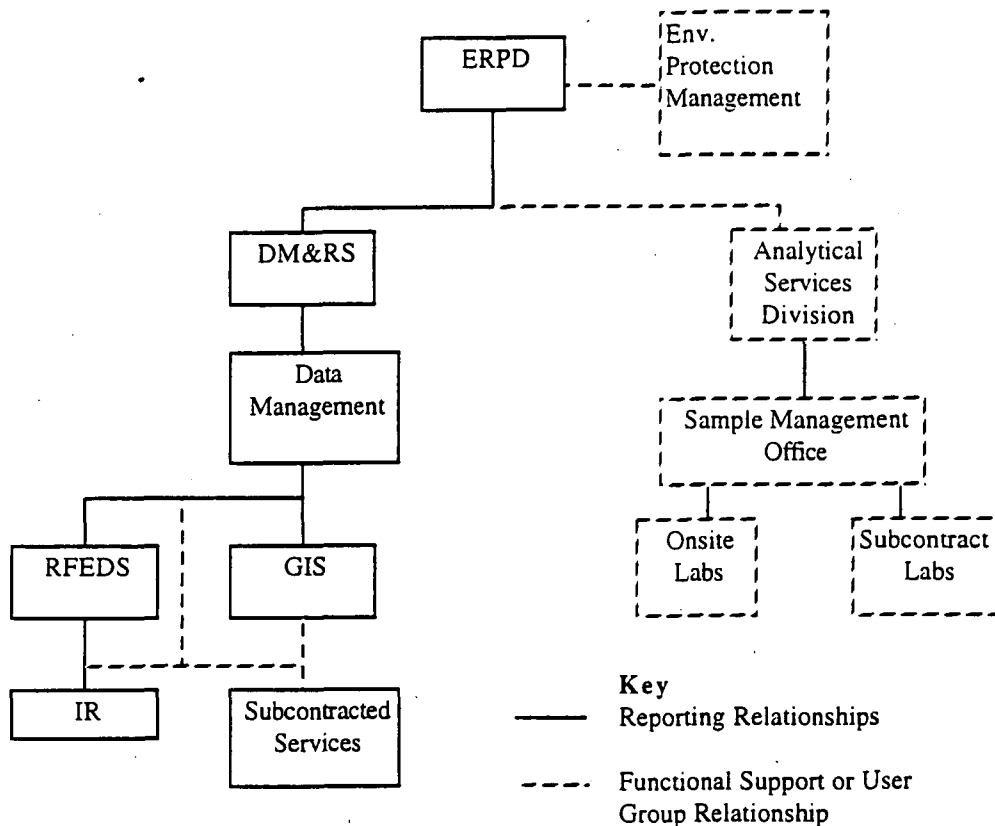 ERPD
Env.
Protection
Management
DM&RS
Analytical
Services
Division
Data
Management
Sample Management
Office
RFEDS
GIS
Onsite
Labs
Subcontract
Labs
IR
Subcontracted
Services
Key
Reporting Relationships
Functional Support or User
Group Relationship